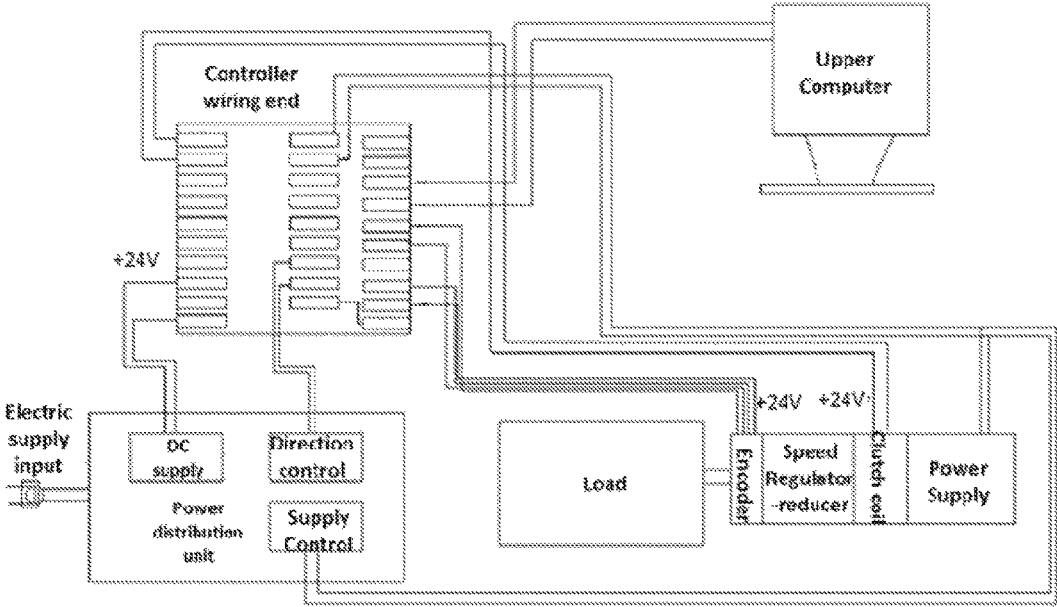 Upper
Computer
Controller
wiring end
+24V
Electric
supply
input
DC
supply
Direction
control
Power
distribution
unit
Supply
Control
Load
+24V
+24V
Encoder
Speed
Regulator
-reducer
Clutch coil
Power
Supply